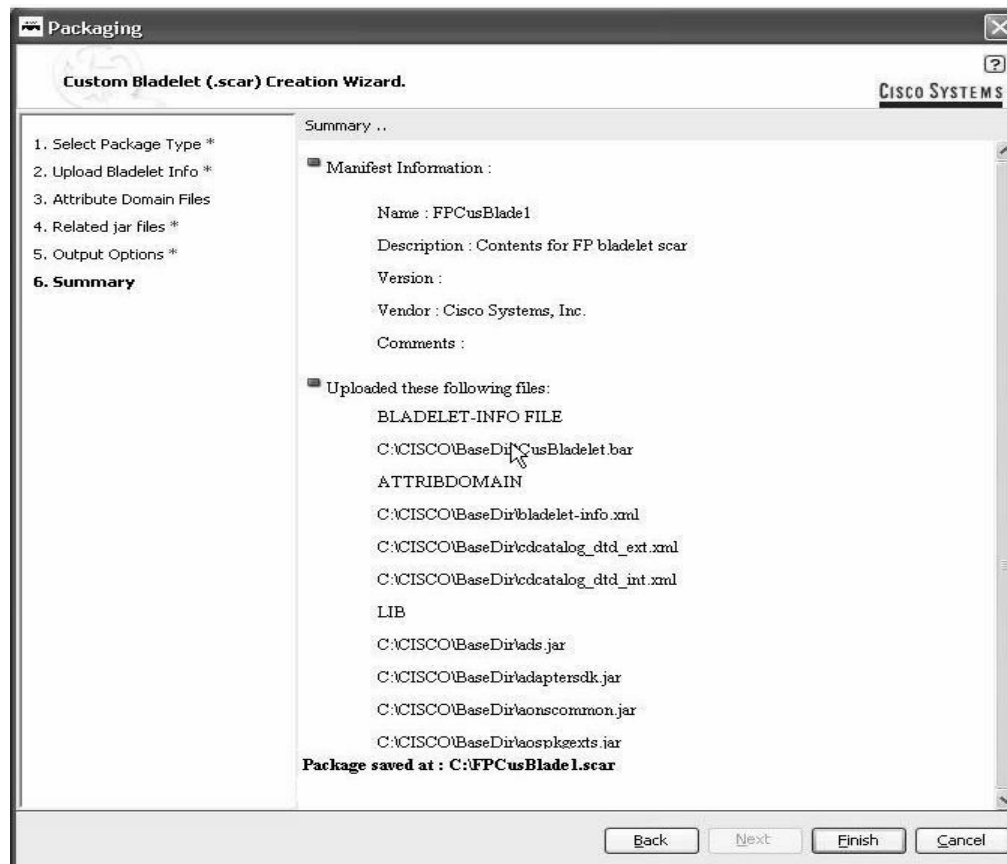 Packaging
Custom Bladelet (.scar) Creation Wizard.
?
CISCO SYSTEMS
1. Select Package Type *
2. Upload Bladelet Info *
3. Attribute Domain Files
4. Related jar files *
5. Output Options *
6. Summary
Summary ..
Manifest Information :
Name : FPCusBlade1
Description : Contents for FP bladelet scar
Version :
Vendor : Cisco Systems, Inc.
Comments :
Uploaded these following files:
BLADELET-INFO FILE
C:\CISCO\BaseDir\CusBladelet.bar
ATTRIBDOMAIN
C:\CISCO\BaseDir\bladelet-info.xml
C:\CISCO\BaseDir\cdcatalog_dtd_ext.xml
C:\CISCO\BaseDir\cdcatalog_dtd_int.xml
LIB
C:\CISCO\BaseDir\ads.jar
C:\CISCO\BaseDir\adaptersdk.jar
C:\CISCO\BaseDir\aonscommon.jar
C:\CISCO\BaseDir\aospkgexts.jar
Package saved at : C:\FPCusBlade1.scar
Back Next Finish Cancel